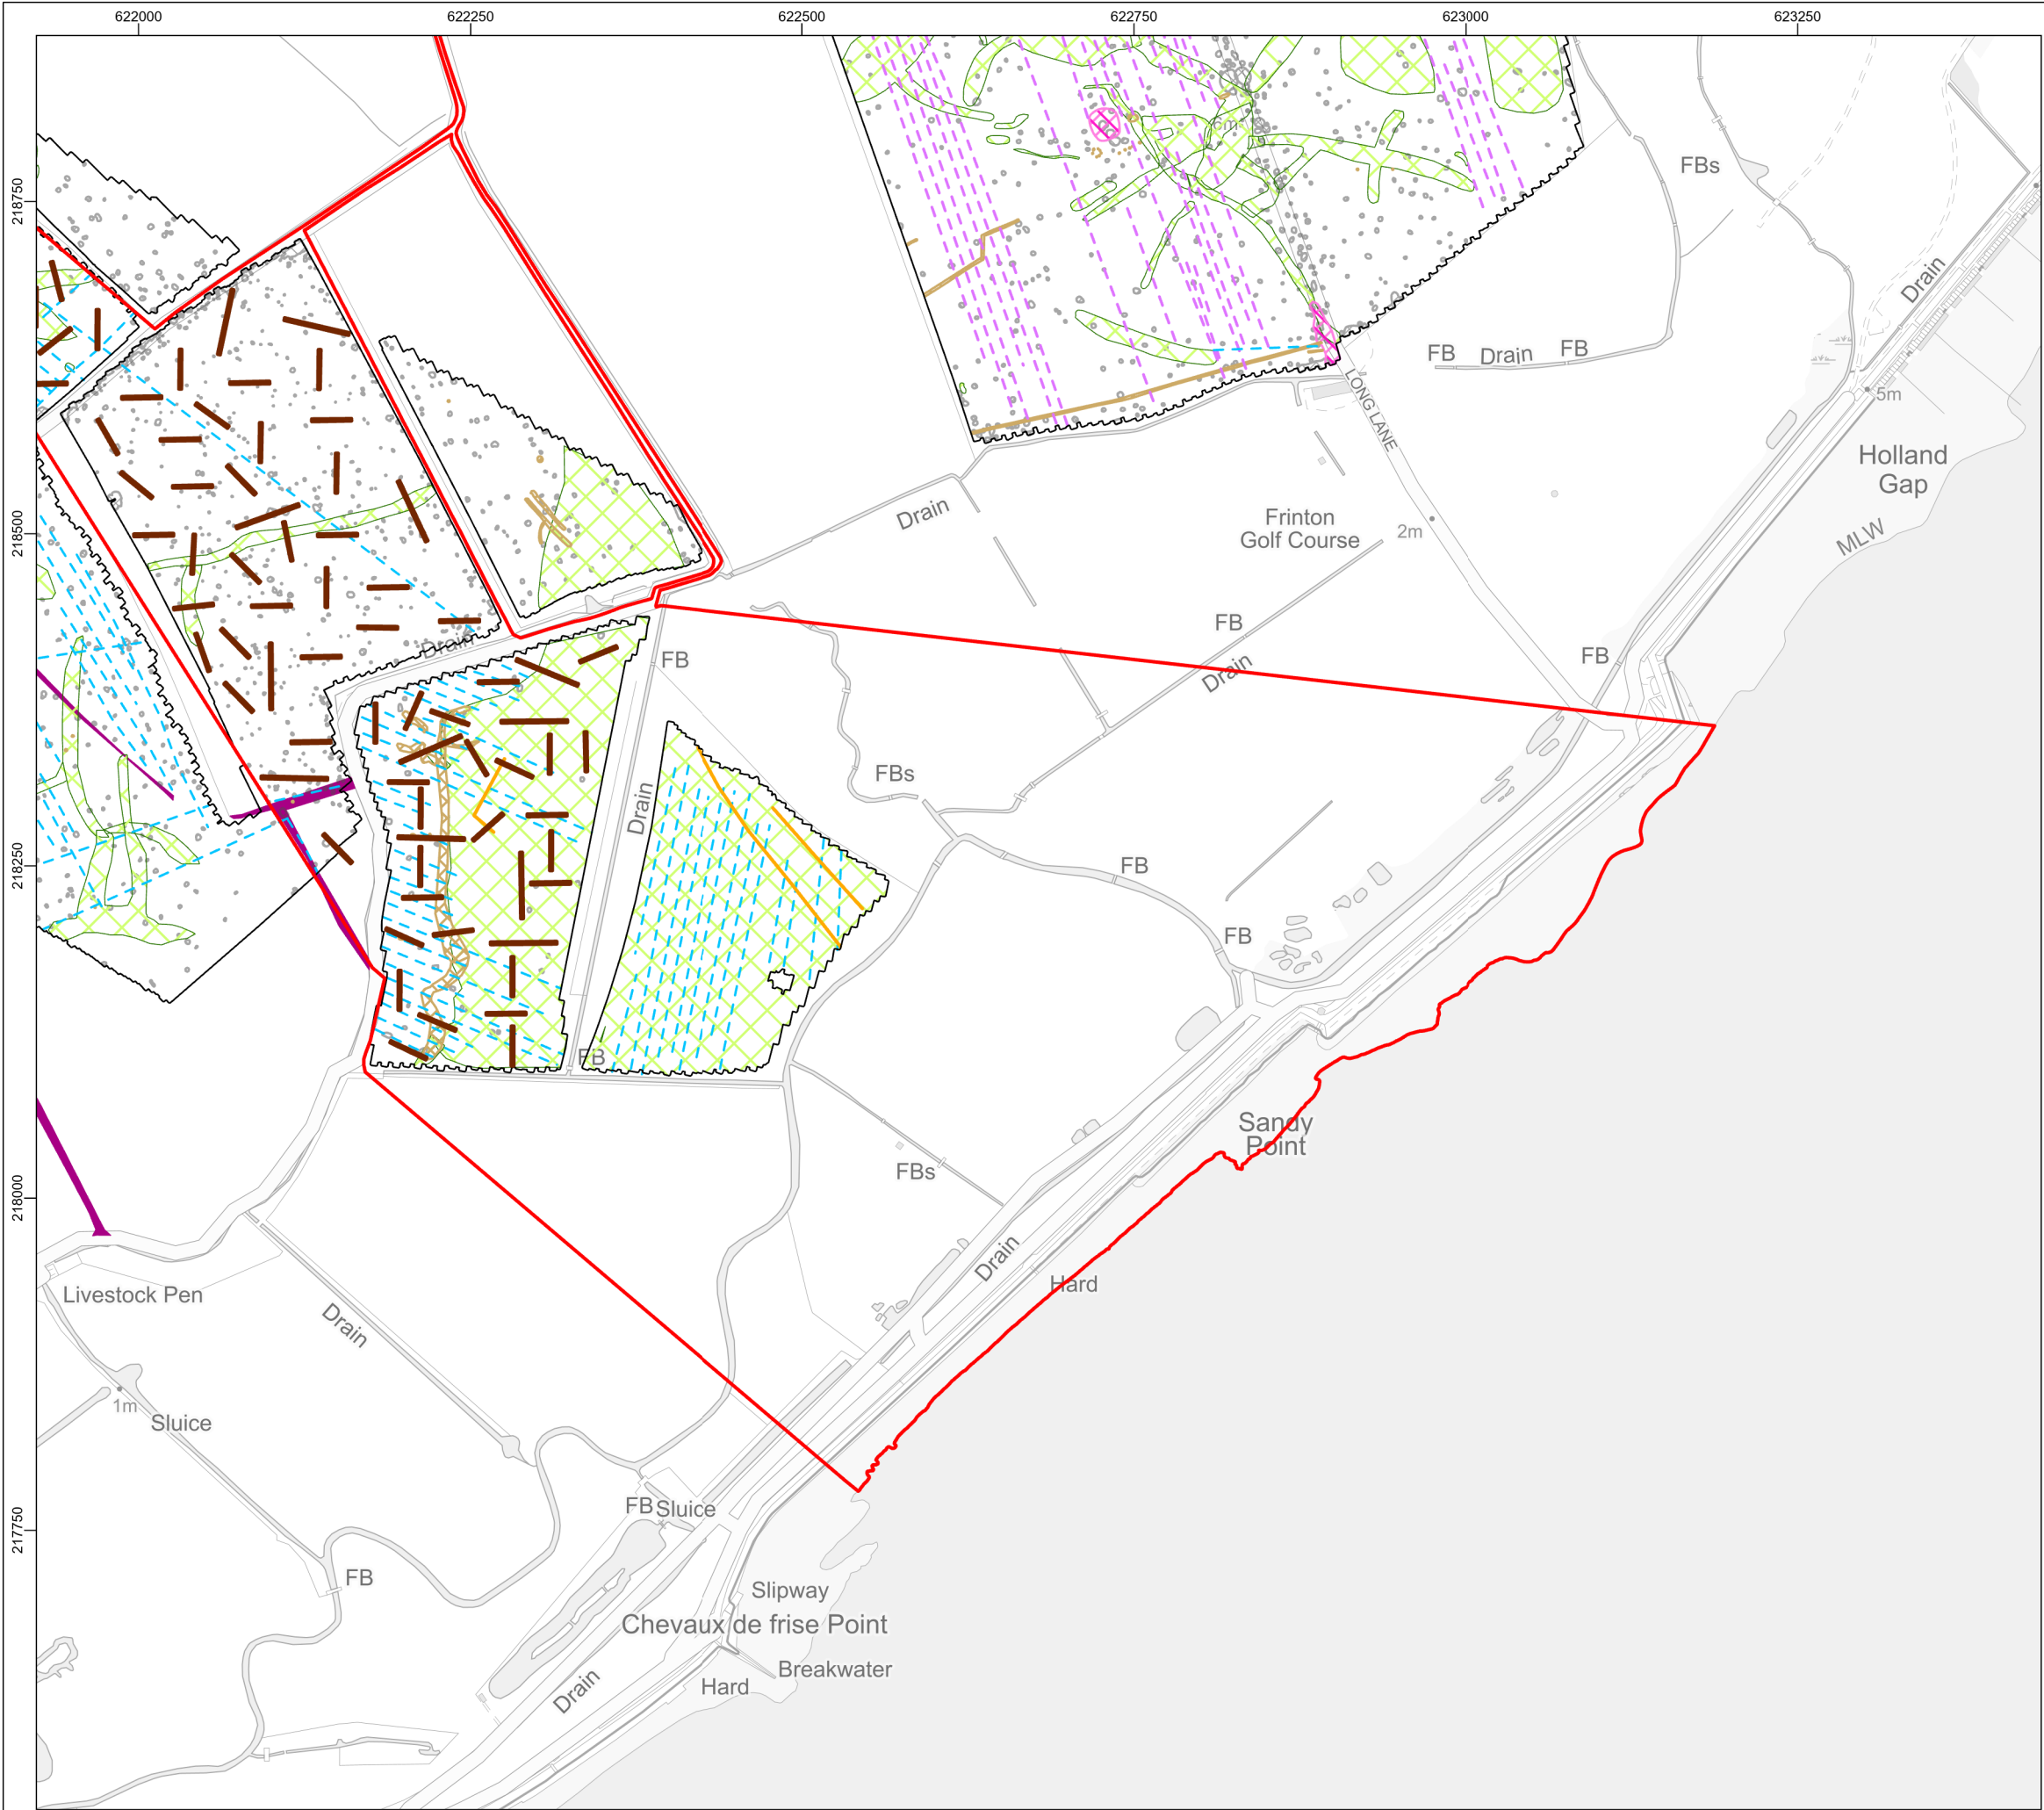 622000
622250
622500
622750
623000
623250
218750
218500
218250
218000
217750
6m
FBs
Drain
FB
Drain
FB
5m
LONG LANE
Holland
Gap
MLW
Drain
Frinton
Golf Course
2m
FB
Drain
FB
Drain
FB
FBs
Drain
FB
FB
FB
Sandy
Point
FBs
Drain
Hard
Livestock Pen
Drain
1m
Sluice
FB
Sluice
FB
Slipway
Chevaux de frise Point
Breakwater
Hard
Drain